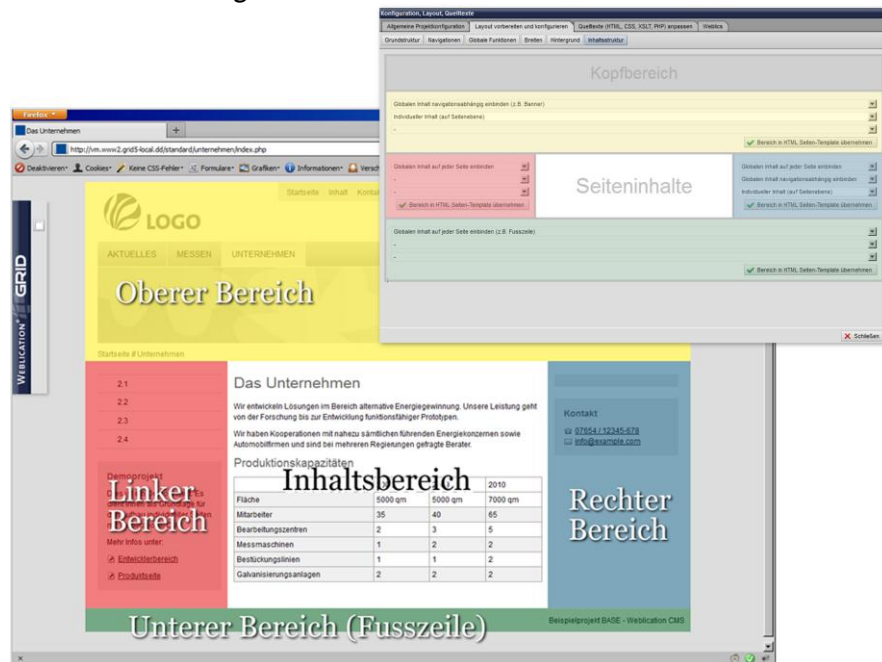 Konfiguration, Layout, Quelltexte
Allgemeine Projektkonfiguration Layout vorbereiten und konfigurieren Quelltexte (HTML, CSS, XSLT, PHP) anpassen Weblics
Grundstruktur Navigationen Globale Funktionen Breiten Hintergrund Inhaltsstruktur
Kopfbereich
Globalen Inhalt navigationsabhängig einbinden (z.B. Banner)
Individueller Inhalt (auf Seitenebene)
-
Bereich in HTML Seiten-Template übernehmen
Globalen Inhalt auf jeder Seite einbinden
-
-
Bereich in HTML Seiten-Template übernehmen
Seiteninhalte
Globalen Inhalt auf jeder Seite einbinden
Globalen Inhalt navigationsabhängig einbinden
Individueller Inhalt (auf Seitenebene)
Bereich in HTML Seiten-Template übernehmen
Globalen Inhalt auf jeder Seite einbinden (z.B. Fusszeile)
-
-
Bereich in HTML Seiten-Template übernehmen
Schließen
Firefox
Das Unternehmen +
http://vm.www2.grid5-local.dd/standard/unternehmen/index.php
Deaktivieren Cookies Keine CSS-Fehler Formulare Grafiken Informationen
WEBLICATION GRID
Startseite Inhalt
LOGO
AKTUELLES MESSEN UNTERNEHMEN
Oberer Bereich
Startseite // Unternehmen
2.1
2.2
2.3
2.4
Demoprojekt
Linker
Bereich
Mehr Infos unter:
Entwicklerbereich
Produktseite
Das Unternehmen
Wir entwickeln Lösungen im Bereich alternative Energiegewinnung. Unsere Leistung geht
von der Forschung bis zur Entwicklung funktionsfähiger Prototypen.
Wir haben Kooperationen mit nahezu sämtlichen führenden Energiekonzernen sowie
Automobilfirmen und sind bei mehreren Regierungen gefragte Berater.
Produktionskapazitäten
Inhaltsbereich
2010
Fläche 5000 qm 5000 qm 7000 qm
Mitarbeiter 35 40 65
Bearbeitungszentren 2 3 5
Messmaschinen 1 2 2
Bestückungslinien 1 1 2
Galvanisierungsanlagen 2 2 2
Kontakt
07654 / 12345-678
info@example.com
Rechter
Bereich
Unterer Bereich (Fusszeile)
Beispielprojekt BASE - Weblication CMS